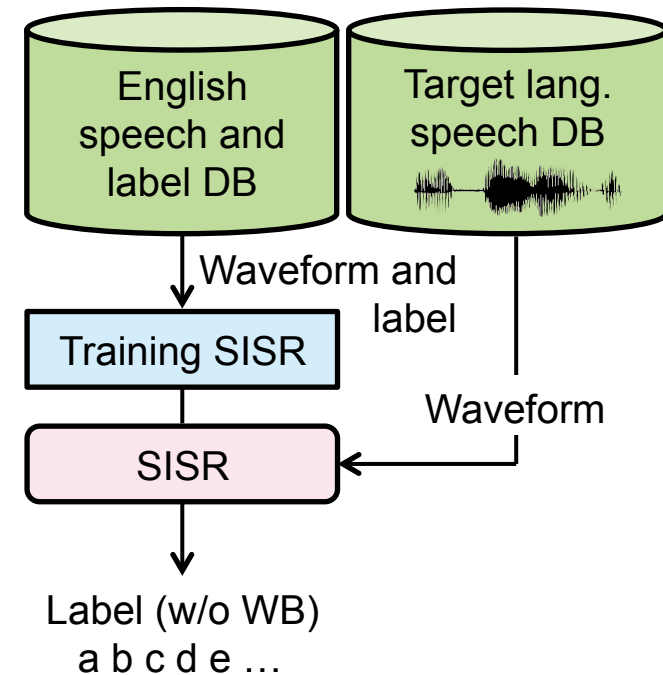 English
speech and
label DB
Target lang.
speech DB
Waveform and
label
Training SISR
Waveform
SISR
Label (w/o WB)
a b c d e …